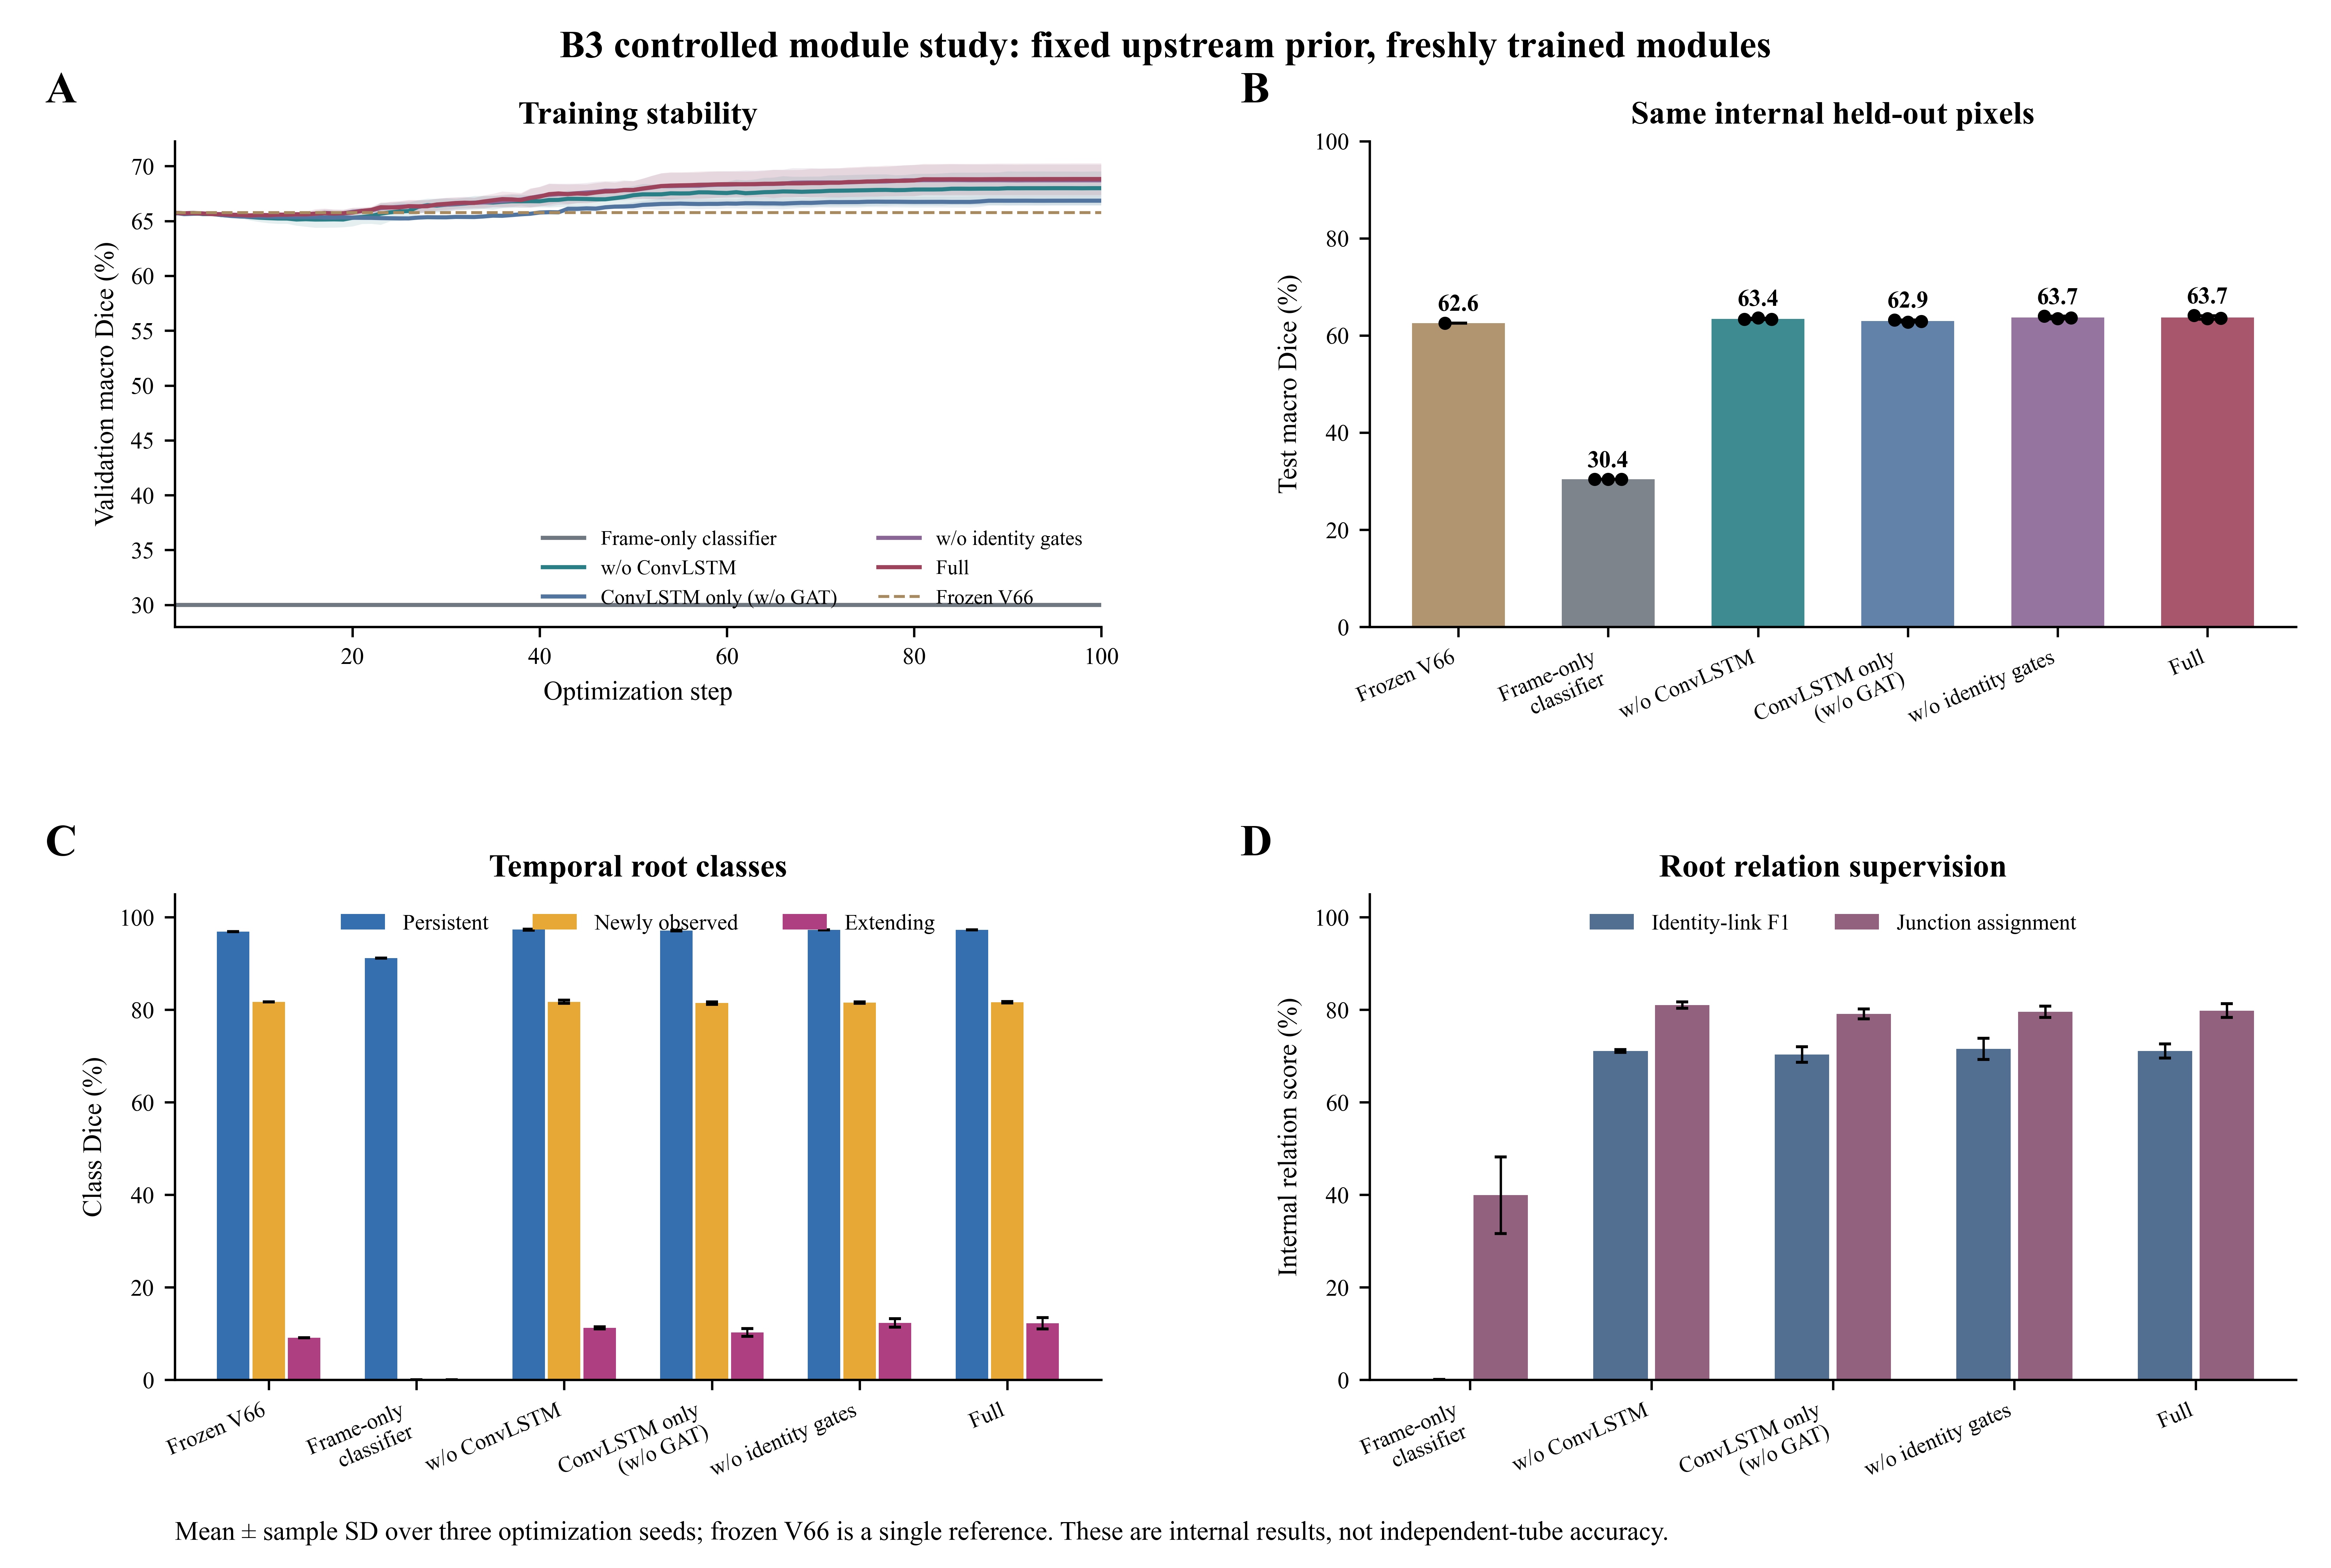 B3 controlled module study: fixed upstream prior, freshly trained modules
A
Training stability
Validation macro Dice (%)
70
65
60
55
50
45
40
35
30
Frame-only classifier
w/o ConvLSTM
ConvLSTM only (w/o GAT)
w/o identity gates
Full
Frozen V66
20
40
60
80
100
Optimization step
B
Same internal held-out pixels
Test macro Dice (%)
100
80
60
40
20
0
62.6
30.4
63.4
62.9
63.7
63.7
Frozen V66
Frame-only
classifier
w/o ConvLSTM
ConvLSTM only
(w/o GAT)
w/o identity gates
Full
C
Temporal root classes
Class Dice (%)
100
80
60
40
20
0
Persistent
Newly observed
Extending
Frozen V66
Frame-only
classifier
w/o ConvLSTM
ConvLSTM only
(w/o GAT)
w/o identity gates
Full
D
Root relation supervision
Internal relation score (%)
100
80
60
40
20
0
Identity-link F1
Junction assignment
Frame-only
classifier
w/o ConvLSTM
ConvLSTM only
(w/o GAT)
w/o identity gates
Full
Mean ± sample SD over three optimization seeds; frozen V66 is a single reference. These are internal results, not independent-tube accuracy.